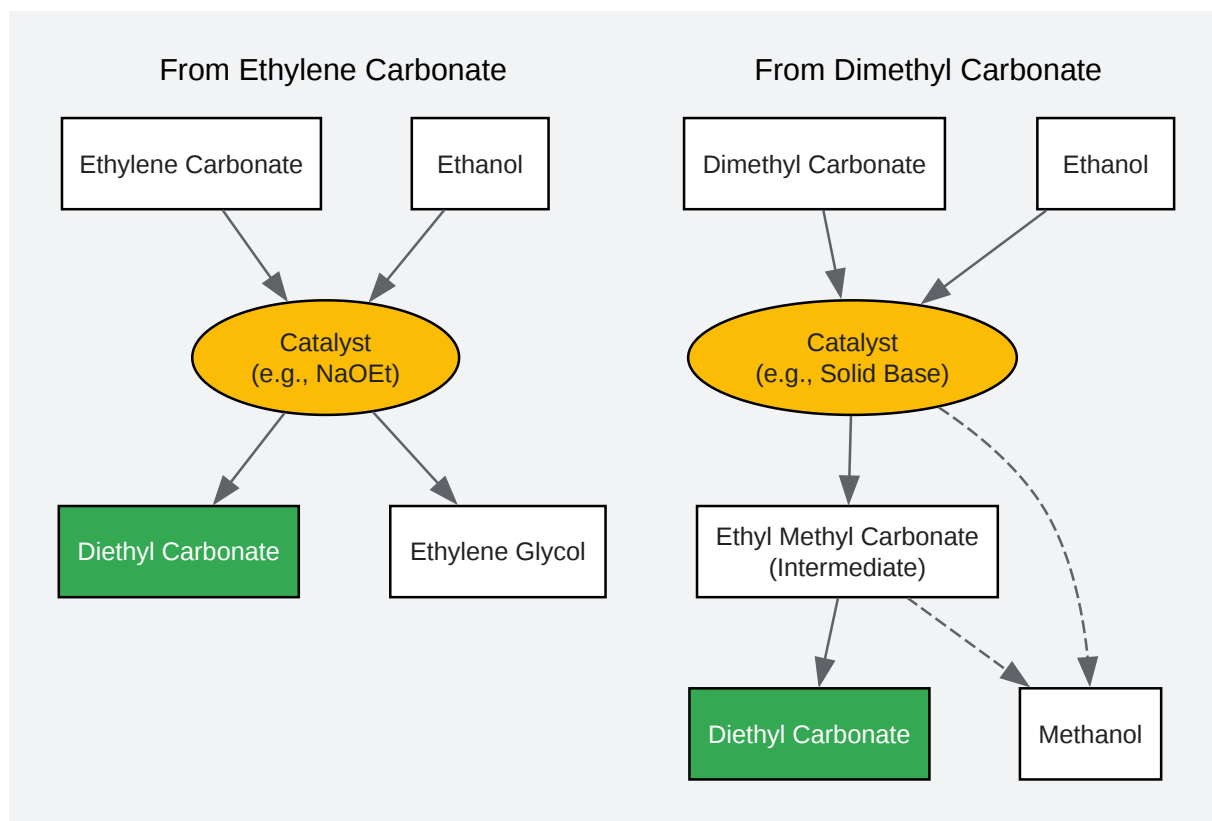 From Ethylene Carbonate
Ethylene Carbonate
Ethanol
Catalyst
(e.g., NaOEt)
Diethyl Carbonate
Ethylene Glycol
From Dimethyl Carbonate
Dimethyl Carbonate
Ethanol
Catalyst
(e.g., Solid Base)
Ethyl Methyl Carbonate
(Intermediate)
Diethyl Carbonate
Methanol